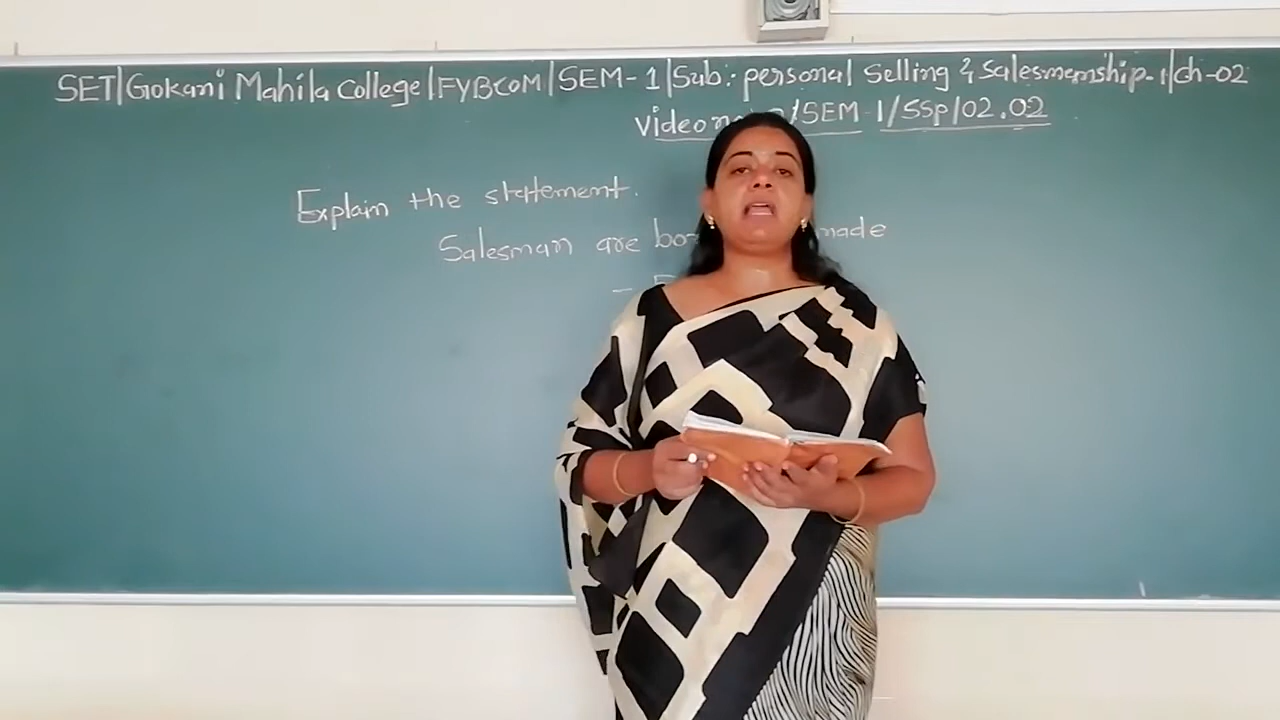 SET|Gokani Mahila College|FYBCOM|SEM-1|Sub: personal Selling & Salesmanship-1|ch-02
video /SEM-1/SSP/02.02
Explain the statement.
Salesman are made